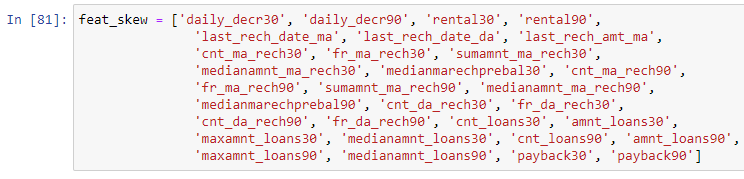 In [81]: feat_skew = ['daily_decr30', 'daily_decr90', 'rental30', 'rental90',
'last_rech_date_ma', 'last_rech_date_da', 'last_rech_amt_ma',
'cnt_ma_rech30', 'fr_ma_rech30', 'sumamnt_ma_rech30',
'medianamnt_ma_rech30', 'medianmarechprebal30', 'cnt_ma_rech90',
'fr_ma_rech90', 'sumamnt_ma_rech90', 'medianamnt_ma_rech90',
'medianmarechprebal90', 'cnt_da_rech30', 'fr_da_rech30',
'cnt_da_rech90', 'fr_da_rech90', 'cnt_loans30', 'amnt_loans30',
'maxamnt_loans30', 'medianamnt_loans30', 'cnt_loans90', 'amnt_loans90',
'maxamnt_loans90', 'medianamnt_loans90', 'payback30', 'payback90']